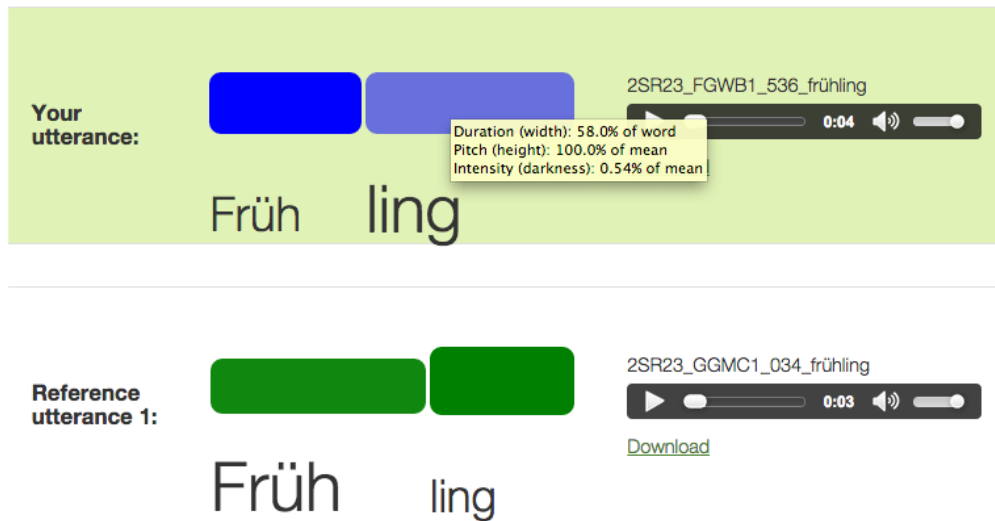 Your
utterance:
2SR23_FGWB1_536_frühling
0:04
Duration (width): 58.0% of word
Pitch (height): 100.0% of mean
Intensity (darkness): 0.54% of mean
Früh ling
Reference
utterance 1:
2SR23_GGMC1_034_frühling
0:03
Download
Früh ling